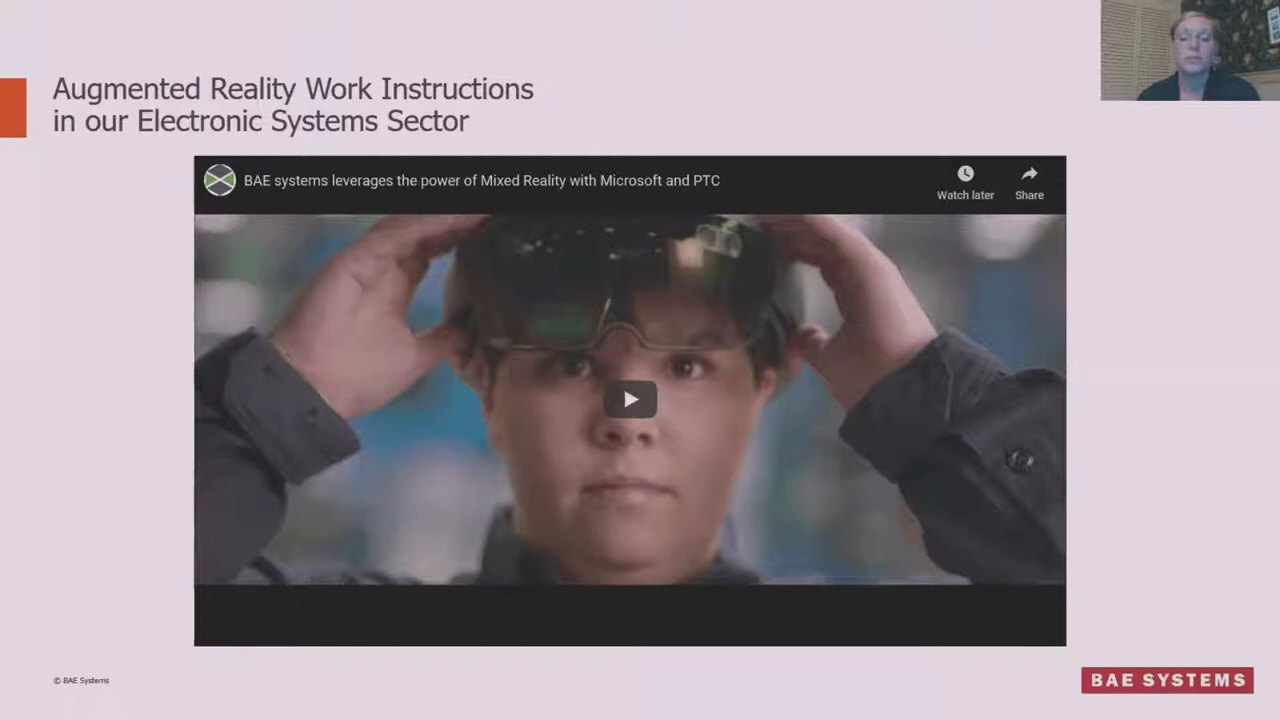 Augmented Reality Work Instructions
in our Electronic Systems Sector
BAE systems leverages the power of Mixed Reality with Microsoft and PTC
Watch later
Share
© BAE Systems
BAE SYSTEMS